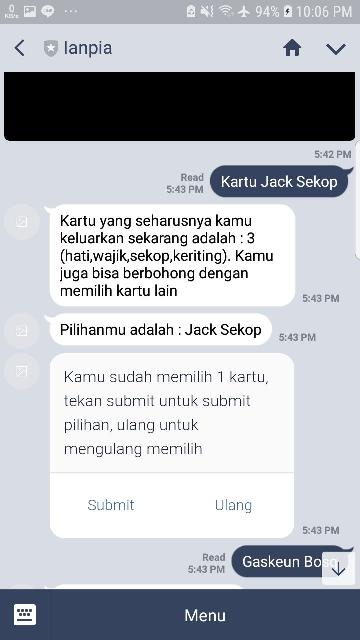 0
KB/s
...
94% 10:06 PM
lanpia
5:42 PM
Read
5:43 PM
Kartu Jack Sekop
Kartu yang seharusnya kamu
keluarkan sekarang adalah : 3
(hati,wajik,sekop,keriting). Kamu
juga bisa berbohong dengan
memilih kartu lain
5:43 PM
Pilihanmu adalah : Jack Sekop
5:43 PM
Kamu sudah memilih 1 kartu,
tekan submit untuk submit
pilihan, ulang untuk
mengulang memilih
Submit Ulang
5:43 PM
Read
5:43 PM
Gaskeun Bosq
Menu